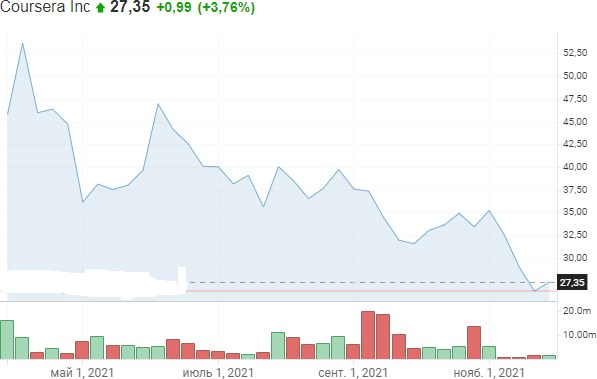 Coursera Inc 27,35 +0,99 (+3,76%)
52,50
50,00
47,50
45,00
42,50
40,00
37,50
35,00
32,50
30,00
27,35
20.0m
10.00m
май 1, 2021 июль 1, 2021 сент. 1, 2021 нояб. 1, 2021